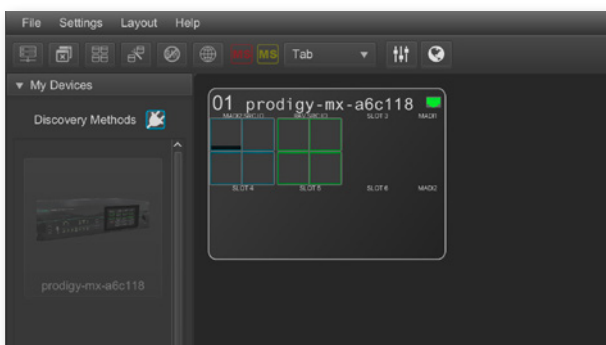 File Settings Layout Help
MS MS Tab
My Devices
Discovery Methods
01 prodigy-mx-a6c118
SLOT 3 MADI1
SLOT 4 SLOT 5 SLOT 6 MADI2
prodigy-mx-a6c118